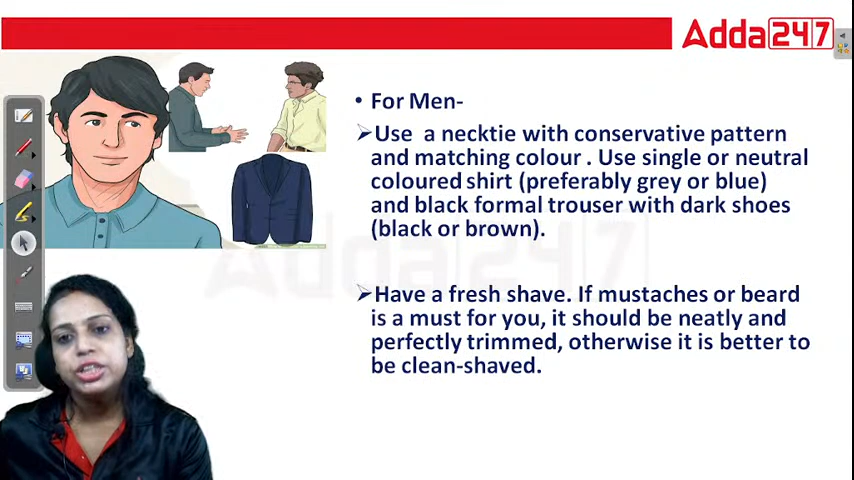 Adda247
• For Men-
➢Use a necktie with conservative pattern
and matching colour . Use single or neutral
coloured shirt (preferably grey or blue)
and black formal trouser with dark shoes
(black or brown).
➢Have a fresh shave. If mustaches or beard
is a must for you, it should be neatly and
perfectly trimmed, otherwise it is better to
be clean-shaved.
Adda247